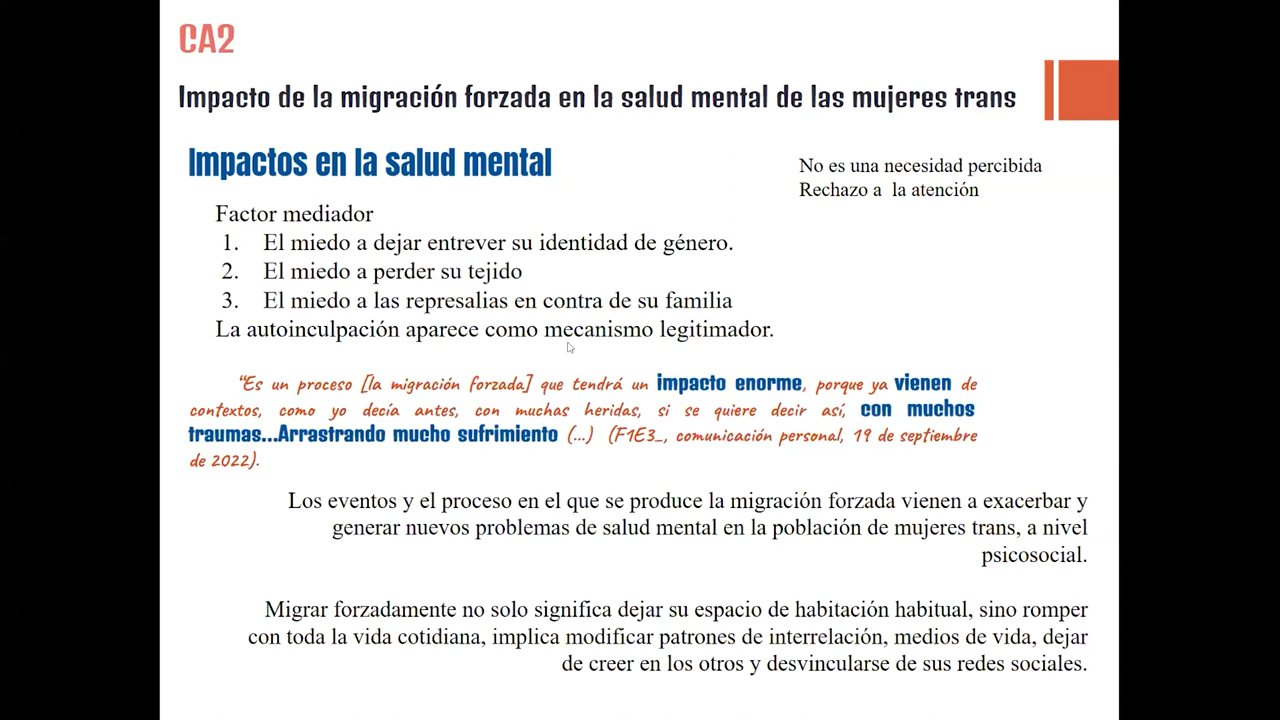 CA2
Impacto de la migración forzada en la salud mental de las mujeres trans
Impactos en la salud mental
No es una necesidad percibida
Rechazo a la atención
Factor mediador
1. El miedo a dejar entrever su identidad de género.
2. El miedo a perder su tejido
3. El miedo a las represalias en contra de su familia
La autoinculpación aparece como mecanismo legitimador.
“Es un proceso [la migración forzada] que tendrá un impacto enorme, porque ya vienen de
contextos, como yo decía antes, con muchas heridas, si se quiere decir así, con muchos
traumas...Arrastrando mucho sufrimiento (...) (F1E3_, comunicación personal, 19 de septiembre
de 2022).
Los eventos y el proceso en el que se produce la migración forzada vienen a exacerbar y
generar nuevos problemas de salud mental en la población de mujeres trans, a nivel
psicosocial.
Migrar forzadamente no solo significa dejar su espacio de habitación habitual, sino romper
con toda la vida cotidiana, implica modificar patrones de interrelación, medios de vida, dejar
de creer en los otros y desvincularse de sus redes sociales.